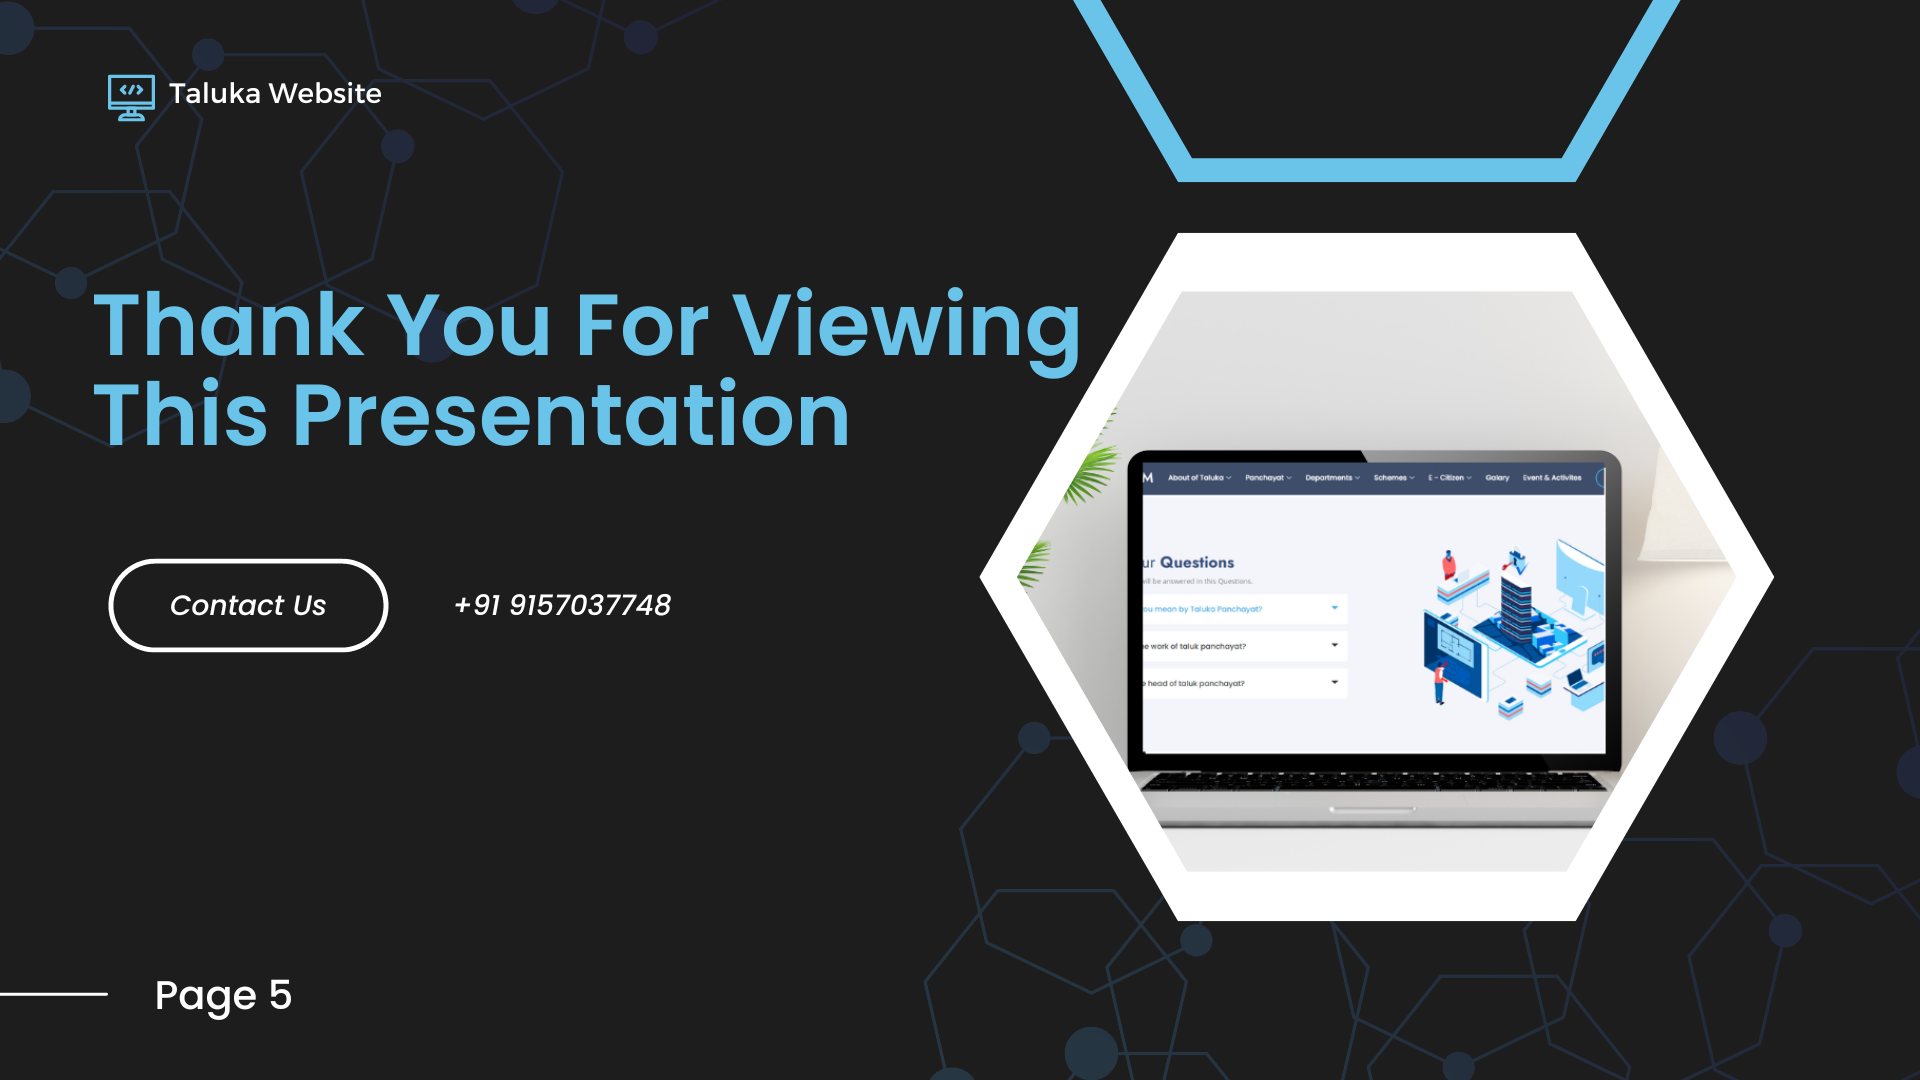 Taluka Website
Thank You For Viewing
This Presentation
Contact Us
+91 9157037748
M About of Taluka Panchayat Departments Schemes E - Citizen Galary Event & Activites
ur Questions
will be answered in this Questions.
ou mean by Taluka Panchayat?
e work of taluk panchayat?
e head of taluk panchayat?
Page 5